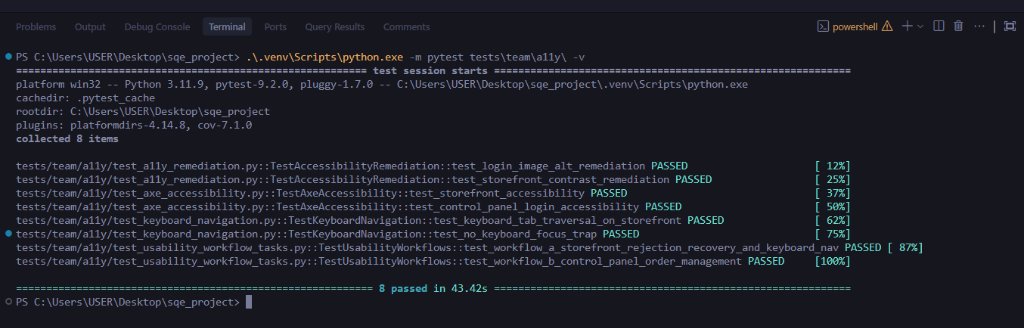 Problems Output Debug Console Terminal Ports Query Results Comments powershell
PS C:\Users\USER\Desktop\sqe_project> .\.venv\Scripts\python.exe -m pytest tests\team\a11y\ -v
============================================================ test session starts ============================================================
platform win32 -- Python 3.11.9, pytest-9.2.0, pluggy-1.7.0 -- C:\Users\USER\Desktop\sqe_project\.venv\Scripts\python.exe
cachedir: .pytest_cache
rootdir: C:\Users\USER\Desktop\sqe_project
plugins: platformdirs-4.14.8, cov-7.1.0
collected 8 items
tests/team/a11y/test_a11y_remediation.py::TestAccessibilityRemediation::test_login_image_alt_remediation PASSED [ 12%]
tests/team/a11y/test_a11y_remediation.py::TestAccessibilityRemediation::test_storefront_contrast_remediation PASSED [ 25%]
tests/team/a11y/test_axe_accessibility.py::TestAxeAccessibility::test_storefront_accessibility PASSED [ 37%]
tests/team/a11y/test_axe_accessibility.py::TestAxeAccessibility::test_control_panel_login_accessibility PASSED [ 50%]
tests/team/a11y/test_keyboard_navigation.py::TestKeyboardNavigation::test_keyboard_tab_traversal_on_storefront PASSED [ 62%]
tests/team/a11y/test_keyboard_navigation.py::TestKeyboardNavigation::test_no_keyboard_focus_trap PASSED [ 75%]
tests/team/a11y/test_usability_workflow_tasks.py::TestUsabilityWorkflows::test_workflow_a_storefront_rejection_recovery_and_keyboard_nav PASSED [ 87%]
tests/team/a11y/test_usability_workflow_tasks.py::TestUsabilityWorkflows::test_workflow_b_control_panel_order_management PASSED [100%]
============================================================ 8 passed in 43.42s ============================================================
PS C:\Users\USER\Desktop\sqe_project>